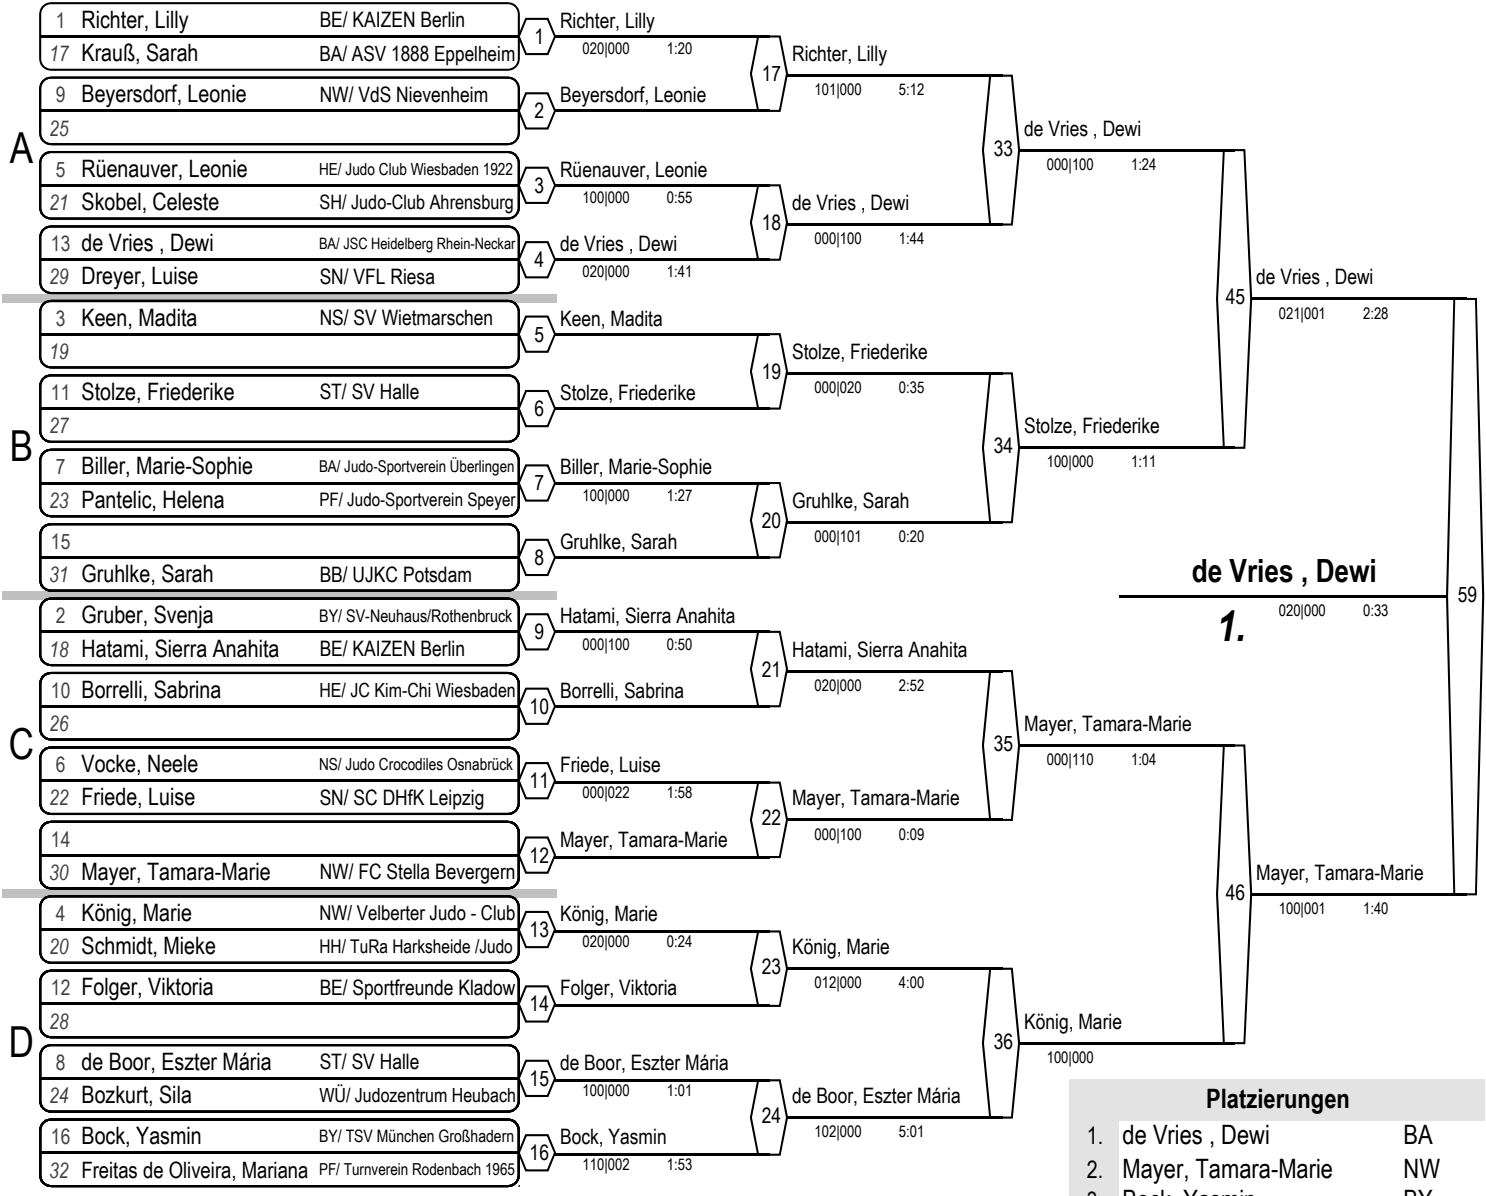 1 Richter, Lilly BE/ KAIZEN Berlin
17 Krauß, Sarah BA/ ASV 1888 Eppelheim
9 Beyersdorf, Leonie NW/ VdS Nievenheim
25
A
5 Rüenauver, Leonie HE/ Judo Club Wiesbaden 1922
21 Skobel, Celeste SH/ Judo-Club Ahrensburg
13 de Vries , Dewi BA/ JSC Heidelberg Rhein-Neckar
29 Dreyer, Luise SN/ VFL Riesa
3 Keen, Madita NS/ SV Wietmarschen
19
11 Stolze, Friederike ST/ SV Halle
27
B
7 Biller, Marie-Sophie BA/ Judo-Sportverein Überlingen
23 Pantelic, Helena PF/ Judo-Sportverein Speyer
15
31 Gruhlke, Sarah BB/ UJKC Potsdam
2 Gruber, Svenja BY/ SV-Neuhaus/Rothenbruck
18 Hatami, Sierra Anahita BE/ KAIZEN Berlin
10 Borrelli, Sabrina HE/ JC Kim-Chi Wiesbaden
26
C
6 Vocke, Neele NS/ Judo Crocodiles Osnabrück
22 Friede, Luise SN/ SC DHfK Leipzig
14
30 Mayer, Tamara-Marie NW/ FC Stella Bevergern
4 König, Marie NW/ Velberter Judo - Club
20 Schmidt, Mieke HH/ TuRa Harksheide /Judo
12 Folger, Viktoria BE/ Sportfreunde Kladow
28
D
8 de Boor, Eszter Mária ST/ SV Halle
24 Bozkurt, Sila WÜ/ Judozentrum Heubach
16 Bock, Yasmin BY/ TSV München Großhadern
32 Freitas de Oliveira, Mariana PF/ Turnverein Rodenbach 1965
1 Richter, Lilly
020|000 1:20
2 Beyersdorf, Leonie
3 Rüenauver, Leonie
100|000 0:55
4 de Vries , Dewi
020|000 1:41
5 Keen, Madita
6 Stolze, Friederike
7 Biller, Marie-Sophie
100|000 1:27
8 Gruhlke, Sarah
9 Hatami, Sierra Anahita
000|100 0:50
10 Borrelli, Sabrina
11 Friede, Luise
000|022 1:58
12 Mayer, Tamara-Marie
13 König, Marie
020|000 0:24
14 Folger, Viktoria
15 de Boor, Eszter Mária
100|000 1:01
16 Bock, Yasmin
110|002 1:53
17 Richter, Lilly
101|000 5:12
18 de Vries , Dewi
000|100 1:44
19 Stolze, Friederike
000|020 0:35
20 Gruhlke, Sarah
000|101 0:20
21 Hatami, Sierra Anahita
020|000 2:52
22 Mayer, Tamara-Marie
000|100 0:09
23 König, Marie
012|000 4:00
24 de Boor, Eszter Mária
102|000 5:01
33 de Vries , Dewi
000|100 1:24
34 Stolze, Friederike
100|000 1:11
35 Mayer, Tamara-Marie
000|110 1:04
36 König, Marie
100|000
45 de Vries , Dewi
021|001 2:28
46 Mayer, Tamara-Marie
100|001 1:40
de Vries , Dewi
59
1. 020|000 0:33
Platzierungen
1. de Vries , Dewi BA
2. Mayer, Tamara-Marie NW